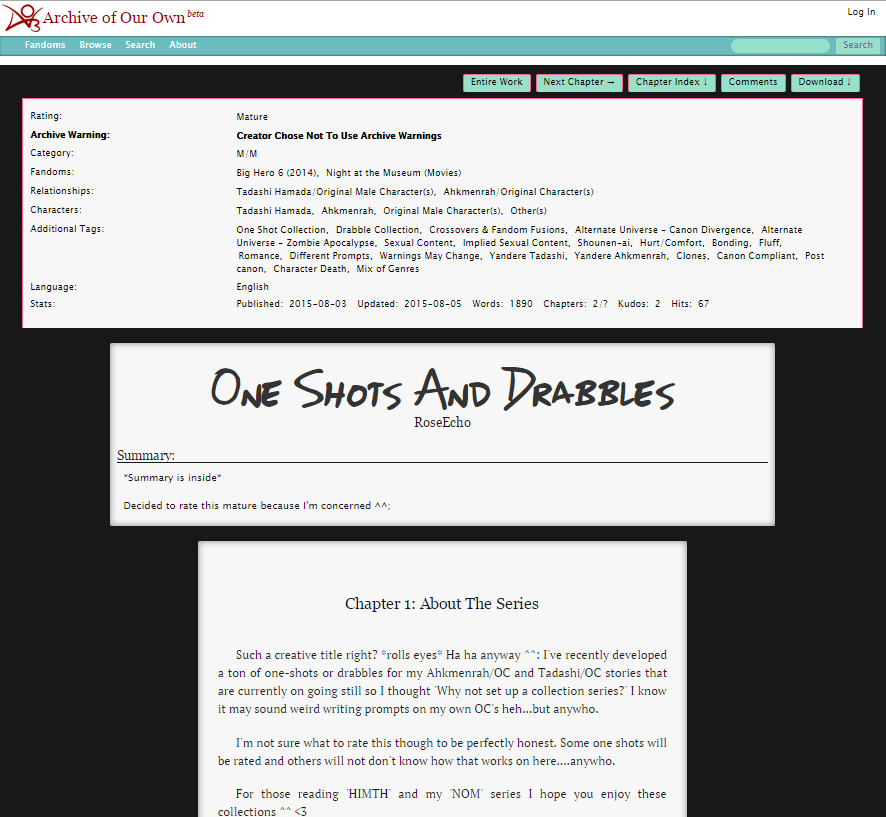 Archive of Our Own beta
Log In
Fandoms Browse Search About
Search
Entire Work Next Chapter → Chapter Index ↓ Comments Download ↓
Rating: Mature
Archive Warning: Creator Chose Not To Use Archive Warnings
Category: M/M
Fandoms: Big Hero 6 (2014), Night at the Museum (Movies)
Relationships: Tadashi Hamada/Original Male Character(s), Ahkmenrah/Original Character(s)
Characters: Tadashi Hamada, Ahkmenrah, Original Male Character(s), Other(s)
Additional Tags: One Shot Collection, Drabble Collection, Crossovers & Fandom Fusions, Alternate Universe - Canon Divergence, Alternate
Universe - Zombie Apocalypse, Sexual Content, Implied Sexual Content, Shounen-ai, Hurt/Comfort, Bonding, Fluff,
Romance, Different Prompts, Warnings May Change, Yandere Tadashi, Yandere Ahkmenrah, Clones, Canon Compliant, Post
canon, Character Death, Mix of Genres
Language: English
Stats: Published: 2015-08-03 Updated: 2015-08-05 Words: 1890 Chapters: 2/? Kudos: 2 Hits: 67
One Shots And Drabbles
RoseEcho
Summary:
*Summary is inside*
Decided to rate this mature because I'm concerned ^^;
Chapter 1: About The Series
Such a creative title right? *rolls eyes* Ha ha anyway ^^: I've recently developed
a ton of one-shots or drabbles for my Ahkmenrah/OC and Tadashi/OC stories that
are currently on going still so I thought 'Why not set up a collection series?' I know
it may sound weird writing prompts on my own OC's heh...but anywho.
I'm not sure what to rate this though to be perfectly honest. Some one shots will
be rated and others will not don't know how that works on here....anywho.
For those reading 'HIMTH' and my 'NOM' series I hope you enjoy these
collections ^^ <3